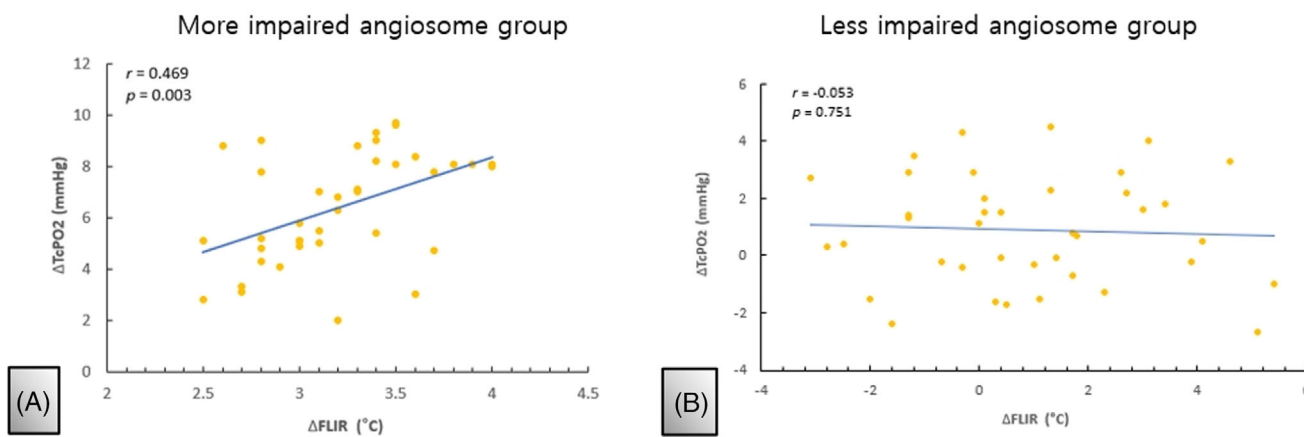 More impaired angiosome group
r = 0.469
p = 0.003
12
10
8
6
4
2
0
ΔTcPO2 (mmHg)
2 2.5 3 3.5 4 4.5
ΔFLIR (°C)
(A)
Less impaired angiosome group
r = -0.053
p = 0.751
6
4
2
0
-2
-4
ΔTcPO2 (mmHg)
-4 -2 0 2 4
ΔFLIR (°C)
(B)